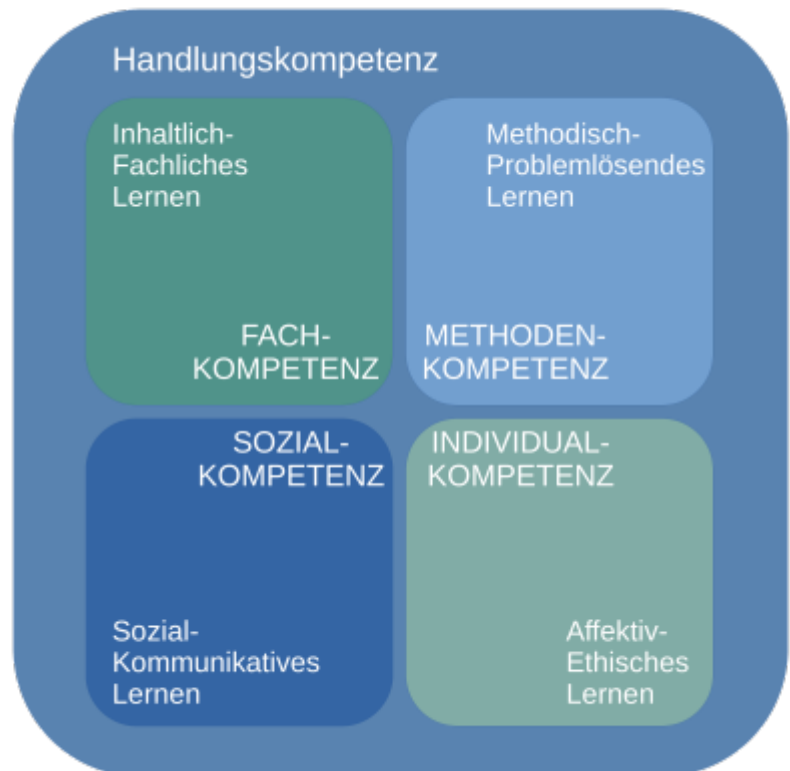 Handlungskompetenz
Inhaltlich-
Fachliches
Lernen
FACH-
KOMPETENZ
Methodisch-
Problemlösendes
Lernen
METHODEN-
KOMPETENZ
SOZIAL-
KOMPETENZ
Sozial-
Kommunikatives
Lernen
INDIVIDUAL-
KOMPETENZ
Affektiv-
Ethisches
Lernen